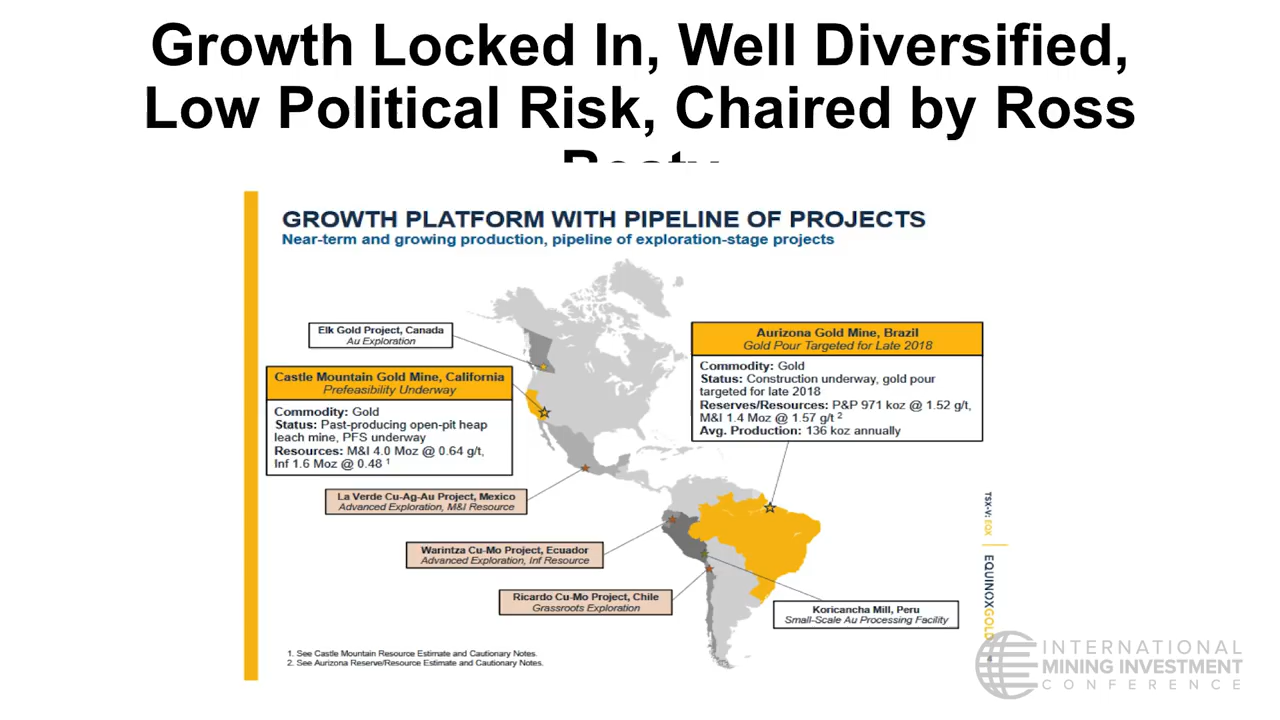 Growth Locked In, Well Diversified,
Low Political Risk, Chaired by Ross
Beaty
GROWTH PLATFORM WITH PIPELINE OF PROJECTS
Near-term and growing production, pipeline of exploration-stage projects
Elk Gold Project, Canada
Au Exploration
Castle Mountain Gold Mine, California
Prefeasibility Underway
Commodity: Gold
Status: Past-producing open-pit heap
leach mine, PFS underway
Resources: M&I 4.0 Moz @ 0.64 g/t,
Inf 1.6 Moz @ 0.48 1
Aurizona Gold Mine, Brazil
Gold Pour Targeted for Late 2018
Commodity: Gold
Status: Construction underway, gold pour
targeted for late 2018
Reserves/Resources: P&P 971 koz @ 1.52 g/t,
M&I 1.4 Moz @ 1.57 g/t 2
Avg. Production: 136 koz annually
La Verde Cu-Ag-Au Project, Mexico
Advanced Exploration, M&I Resource
Warintza Cu-Mo Project, Ecuador
Advanced Exploration, Inf Resource
Ricardo Cu-Mo Project, Chile
Grassroots Exploration
Koricancha Mill, Peru
Small-Scale Au Processing Facility
TSX-V: EQX
EQUINOXGOLD
1. See Castle Mountain Resource Estimate and Cautionary Notes.
2. See Aurizona Reserve/Resource Estimate and Cautionary Notes.
INTERNATIONAL
MINING INVESTMENT
CONFERENCE